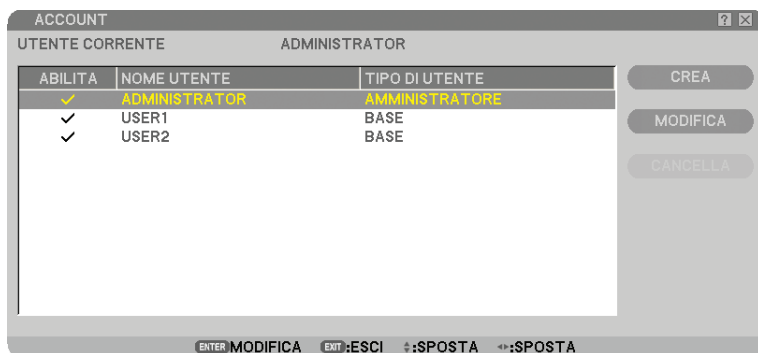 ACCOUNT
UTENTE CORRENTE ADMINISTRATOR
ABILITA NOME UTENTE TIPO DI UTENTE
ADMINISTRATOR AMMINISTRATORE
USER1 BASE
USER2 BASE
CREA
MODIFICA
CANCELLA
ENTER MODIFICA EXIT :ESCI :SPOSTA :SPOSTA